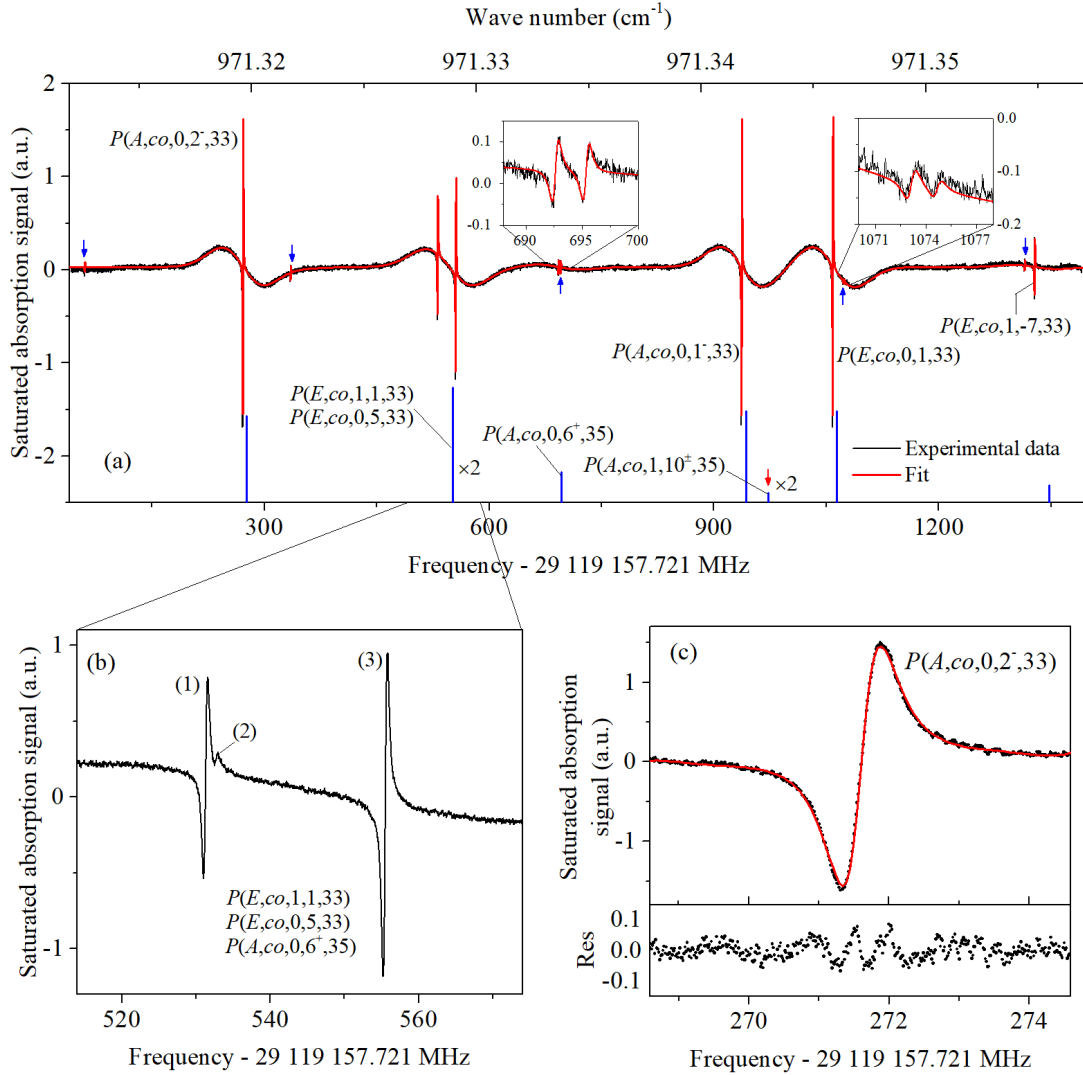 Wave number (cm-1)
971.32 971.33 971.34 971.35
Saturated absorption signal (a.u.)
2
1
0
-1
-2
P(A,co,0,2-,33)
0.1
0.0
-0.1
690 695 700
0.0
-0.1
-0.2
1071 1074 1077
P(E,co,1,1,33)
P(E,co,0,5,33)
×2
P(A,co,0,6+,35)
P(A,co,0,1-,33)
P(A,co,1,10±,35)
×2
P(E,co,0,1,33)
P(E,co,1,-7,33)
Experimental data
Fit
(a)
300 600 900 1200
Frequency - 29 119 157.721 MHz
(b)
Saturated absorption signal (a.u.)
1
0
-1
(1)
(2)
(3)
P(E,co,1,1,33)
P(E,co,0,5,33)
P(A,co,0,6+,35)
520 540 560
Frequency - 29 119 157.721 MHz
(c)
P(A,co,0,2-,33)
Saturated absorption
signal (a.u.)
1
0
-1
Res
0.1
0.0
-0.1
270 272 274
Frequency - 29 119 157.721 MHz